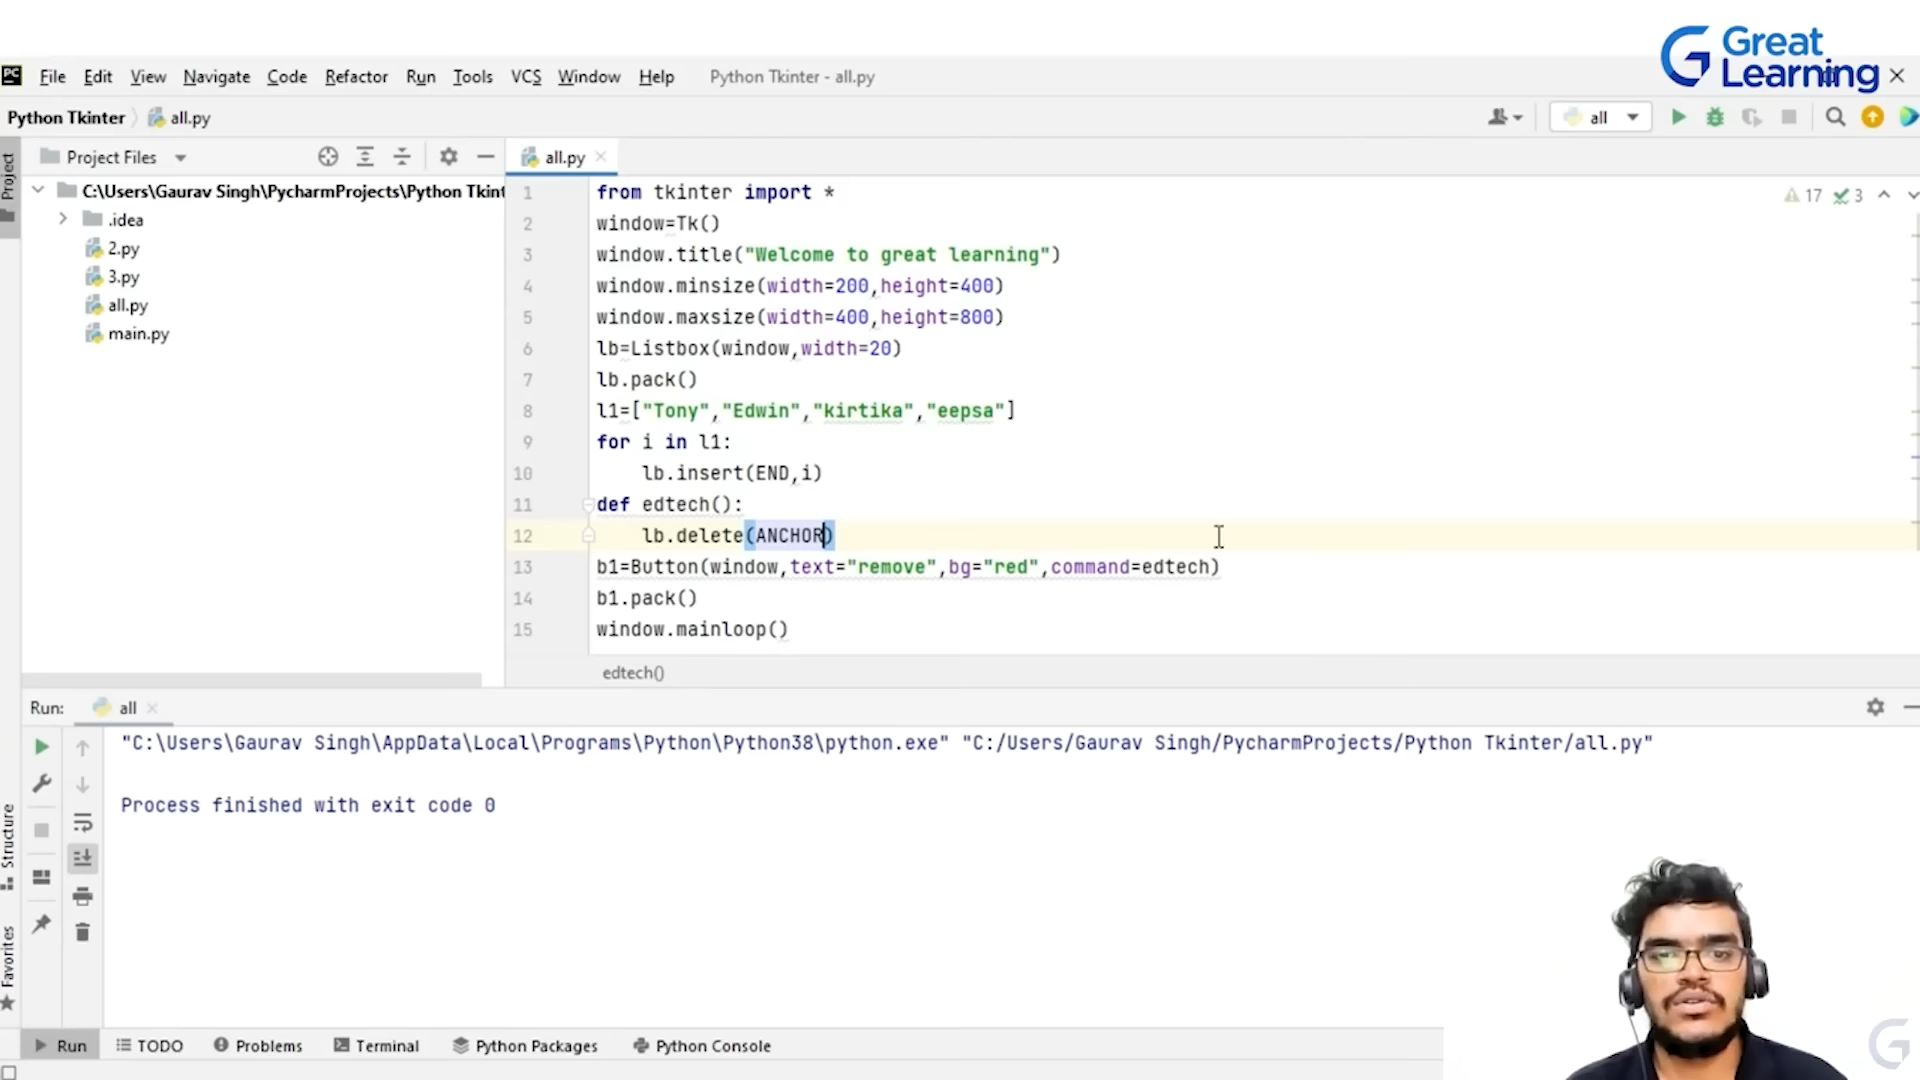 Great
Learning
PC File Edit View Navigate Code Refactor Run Tools VCS Window Help Python Tkinter - all.py
Python Tkinter all.py all
Project
Project Files
all.py
C:\Users\Gaurav Singh\PycharmProjects\Python Tkint
.idea
2.py
3.py
all.py
main.py
17 3
1 from tkinter import *
2 window=Tk()
3 window.title("Welcome to great learning")
4 window.minsize(width=200,height=400)
5 window.maxsize(width=400,height=800)
6 lb=Listbox(window,width=20)
7 lb.pack()
8 l1=["Tony","Edwin","kirtika","eepsa"]
9 for i in l1:
10     lb.insert(END,i)
11 def edtech():
12     lb.delete(ANCHOR)
13 b1=Button(window,text="remove",bg="red",command=edtech)
14 b1.pack()
15 window.mainloop()
edtech()
Run: all
"C:\Users\Gaurav Singh\AppData\Local\Programs\Python\Python38\python.exe" "C:/Users/Gaurav Singh/PycharmProjects/Python Tkinter/all.py"
Process finished with exit code 0
Structure
Favorites
Run TODO Problems Terminal Python Packages Python Console